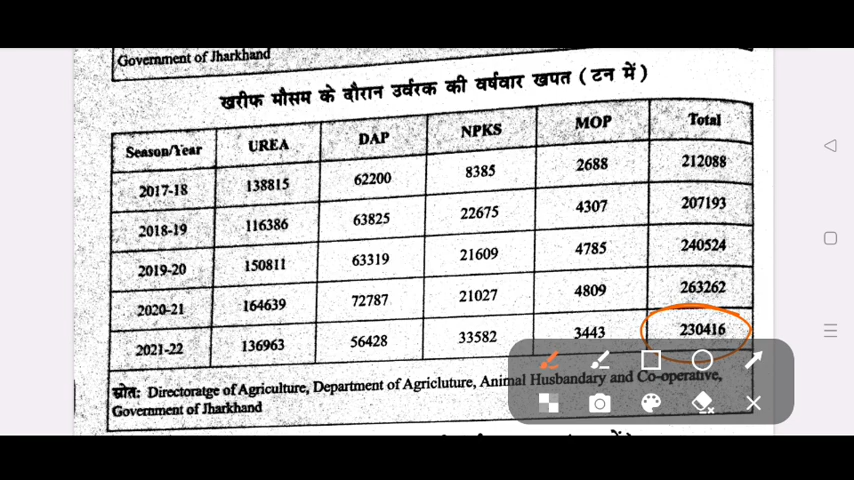 Government of Jharkhand
खरीफ मौसम के दौरान उर्वरक की वर्षवार खपत ( टन में )
Season/Year UREA DAP NPKS MOP Total
2017-18 138815 62200 8385 2688 212088
2018-19 116386 63825 22675 4307 207193
2019-20 150811 63319 21609 4785 240524
2020-21 164639 72787 21027 4809 263262
2021-22 136963 56428 33582 3443 230416
स्रोत: Directoratge of Agriculture, Department of Agricluture, Animal Husbandary and Co-operative,
Government of Jharkhand